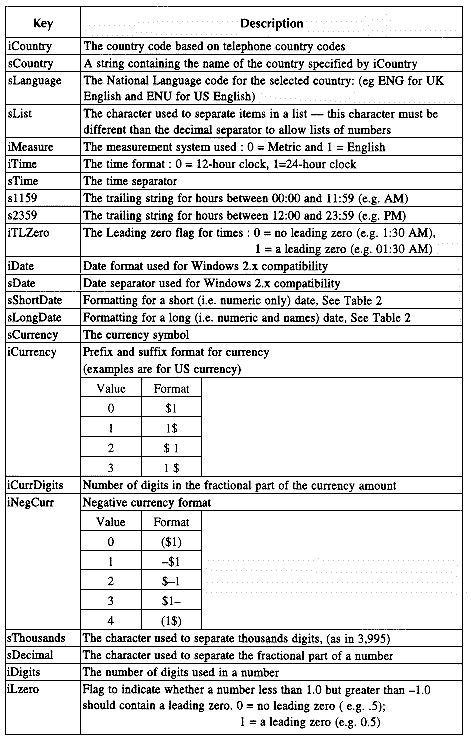 Key Description
iCountry The country code based on telephone country codes
sCountry A string containing the name of the country specified by iCountry
sLanguage The National Language code for the selected country: (eg ENG for UK
English and ENU for US English)
sList The character used to separate items in a list — this character must be
different than the decimal separator to allow lists of numbers
iMeasure The measurement system used : 0 = Metric and 1 = English
iTime The time format : 0 = 12-hour clock, 1=24-hour clock
sTime The time separator
s1159 The trailing string for hours between 00:00 and 11:59 (e.g. AM)
s2359 The trailing string for hours between 12:00 and 23:59 (e.g. PM)
iTLZero The Leading zero flag for times : 0 = no leading zero (e.g. 1:30 AM),
1 = a leading zero (e.g. 01:30 AM)
iDate Date format used for Windows 2.x compatibility
sDate Date separator used for Windows 2.x compatibility
sShortDate Formatting for a short (i.e. numeric only) date, See Table 2
sLongDate Formatting for a long (i.e. numeric and names) date, See Table 2
sCurrency The currency symbol
iCurrency Prefix and suffix format for currency
(examples are for US currency)
Value Format
0 $1
1 1$
2 $ 1
3 1 $
iCurrDigits Number of digits in the fractional part of the currency amount
iNegCurr Negative currency format
Value Format
0 ($1)
1 –$1
2 $–1
3 $1–
4 (1$)
sThousands The character used to separate thousands digits, (as in 3,995)
sDecimal The character used to separate the fractional part of a number
iDigits The number of digits used in a number
iLzero Flag to indicate whether a number less than 1.0 but greater than –1.0
should contain a leading zero. 0 = no leading zero ( e.g. .5);
1 = a leading zero (e.g. 0.5)